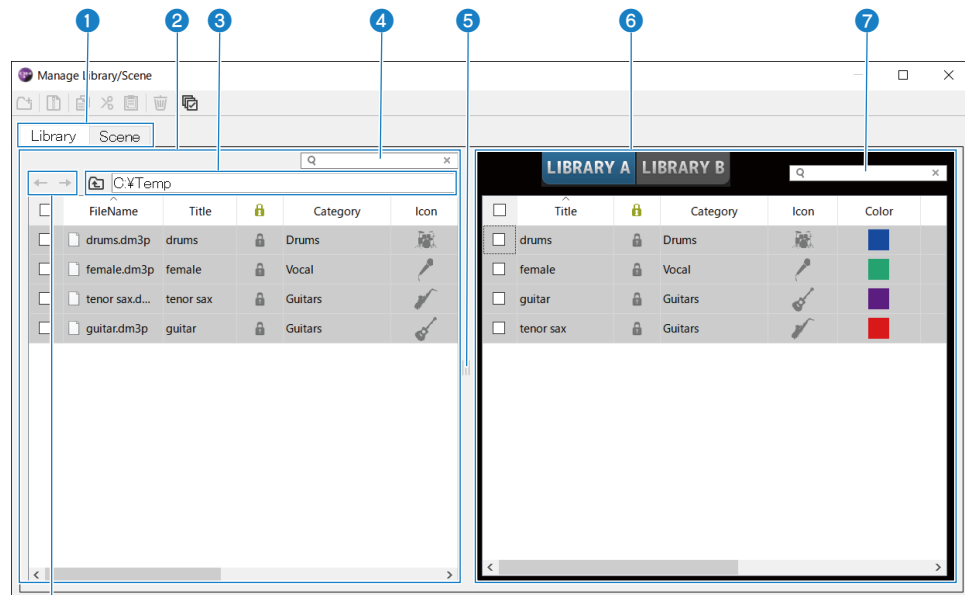 1 2 3 4 5 6 7
Manage Library/Scene
Library Scene
LIBRARY A LIBRARY B
C:¥Temp
FileName Title Category Icon
drums.dm3p drums Drums
female.dm3p female Vocal
tenor sax.d... tenor sax Guitars
guitar.dm3p guitar Guitars
Title Category Icon Color
drums Drums
female Vocal
guitar Guitars
tenor sax Guitars